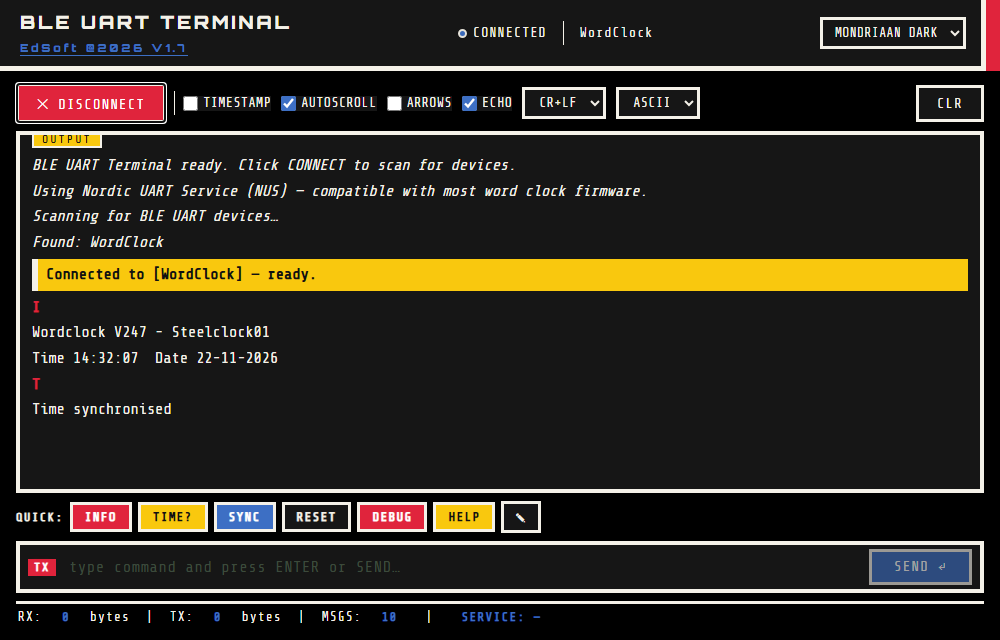 BLE UART TERMINAL
EdSoft @2026 V1.7
CONNECTED WordClock
MONDRIAAN DARK
✕ DISCONNECT TIMESTAMP AUTOSCROLL ARROWS ECHO CR+LF ASCII CLR
OUTPUT
BLE UART Terminal ready. Click CONNECT to scan for devices.
Using Nordic UART Service (NUS) — compatible with most word clock firmware.
Scanning for BLE UART devices…
Found: WordClock
Connected to [WordClock] — ready.
I
Wordclock V247 - Steelclock01
Time 14:32:07  Date 22-11-2026
T
Time synchronised
QUICK: INFO TIME? SYNC RESET DEBUG HELP ✎
TX type command and press ENTER or SEND… SEND ↲
RX: 0 bytes | TX: 0 bytes | MSGS: 10 | SERVICE: —